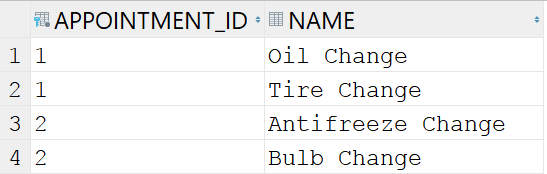 APPOINTMENT_ID NAME
1 1 Oil Change
2 1 Tire Change
3 2 Antifreeze Change
4 2 Bulb Change